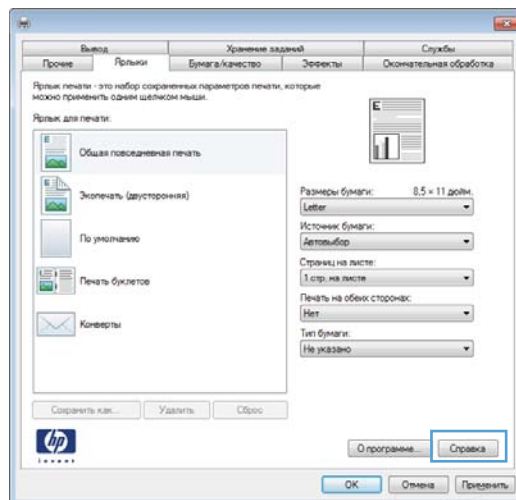 Вывод Хранение заданий Службы
Прочие Ярлыки Бумага/качество Эффекты Окончательная обработка
Ярлык печати - это набор сохраненных параметров печати, которые
можно применить одним щелчком мыши.
Ярлык для печати:
E
Общая повседневная печать
E
Экопечать (двусторонняя)
По умолчанию
E
Печать буклетов
Конверты
Сохранить как... Удалить Сброс
E
Размеры бумаги: 8,5 × 11 дюйм.
Letter
Источник бумаги:
Автовыбор
Страниц на листе:
1 стр. на листе
Печать на обеих сторонах:
Нет
Тип бумаги:
Не указано
hp
invent
О программе... Справка
OK Отмена Применить